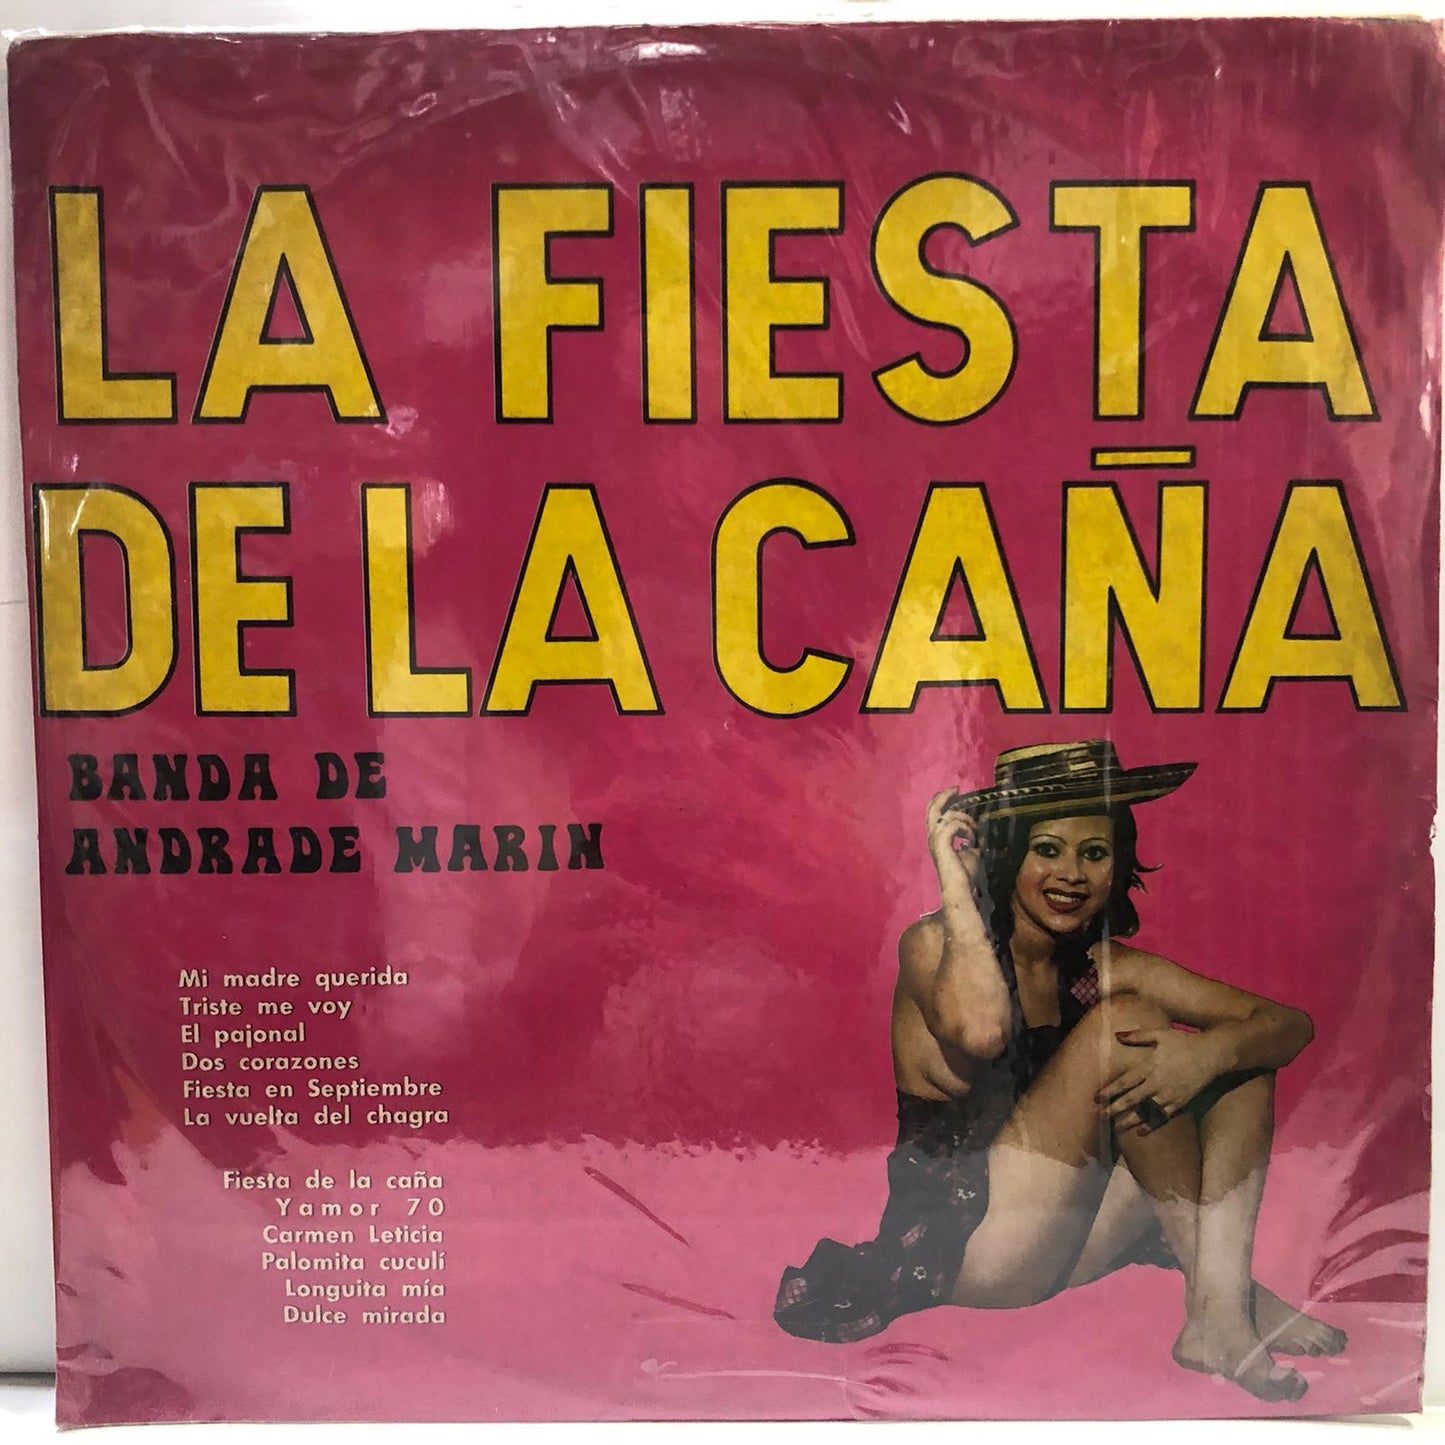 LA FIESTA
DE LA CAÑA
BANDA DE
ANDRADE MARIN
Mi madre querida
Triste me voy
El pajonal
Dos corazones
Fiesta en Septiembre
La vuelta del chagra
Fiesta de la caña
Yamor 70
Carmen Leticia
Palomita cuculí
Longuita mía
Dulce mirada